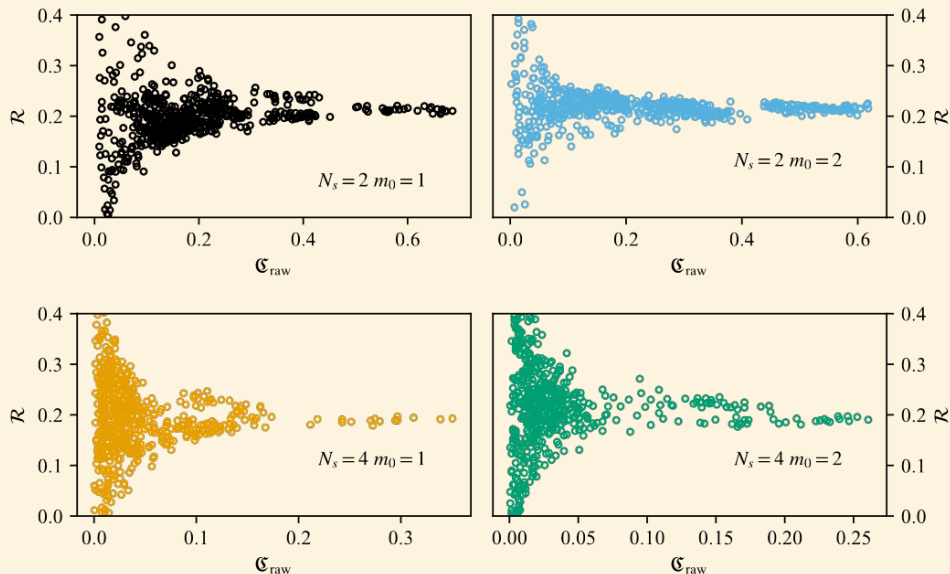 0.4 0.4
0.3 0.3
ℛ 0.2 0.2 ℛ
0.1 0.1
N_s = 2 m_0 = 1 N_s = 2 m_0 = 2
0.0 0.0
0.0 0.2 0.4 0.6 0.0 0.2 0.4 0.6
ℭ_raw ℭ_raw
0.4 0.4
0.3 0.3
ℛ 0.2 0.2 ℛ
0.1 0.1
N_s = 4 m_0 = 1 N_s = 4 m_0 = 2
0.0 0.0
0.0 0.1 0.2 0.3 0.00 0.05 0.10 0.15 0.20 0.25
ℭ_raw ℭ_raw